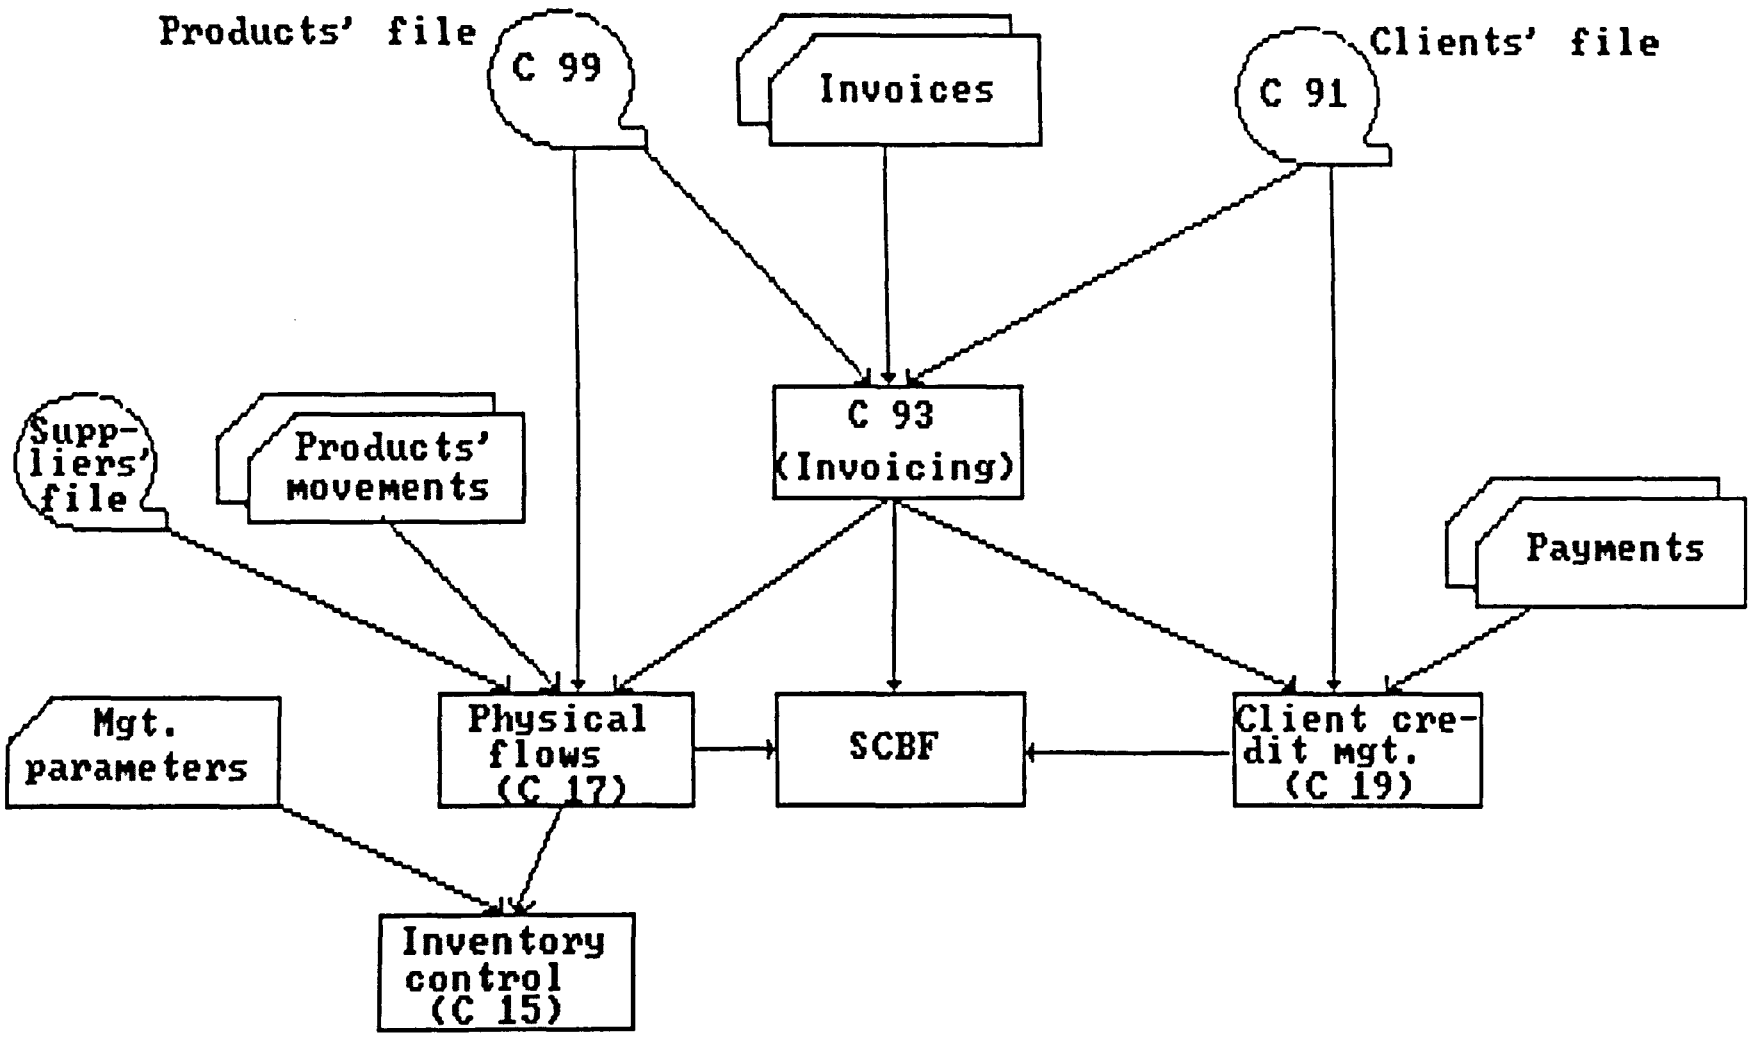 Products' file
C 99
Invoices
Clients' file
C 91
C 93
(Invoicing)
Supp-
liers'
file
Products'
movements
Payments
Mgt.
parameters
Physical
flows
(C 17)
SCBF
Client cre-
dit mgt.
(C 19)
Inventory
control
(C 15)